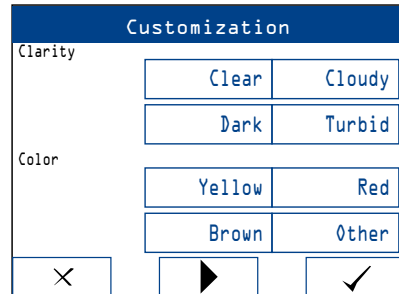 Customization
Clarity
Clear Cloudy
Dark Turbid
Color
Yellow Red
Brown Other